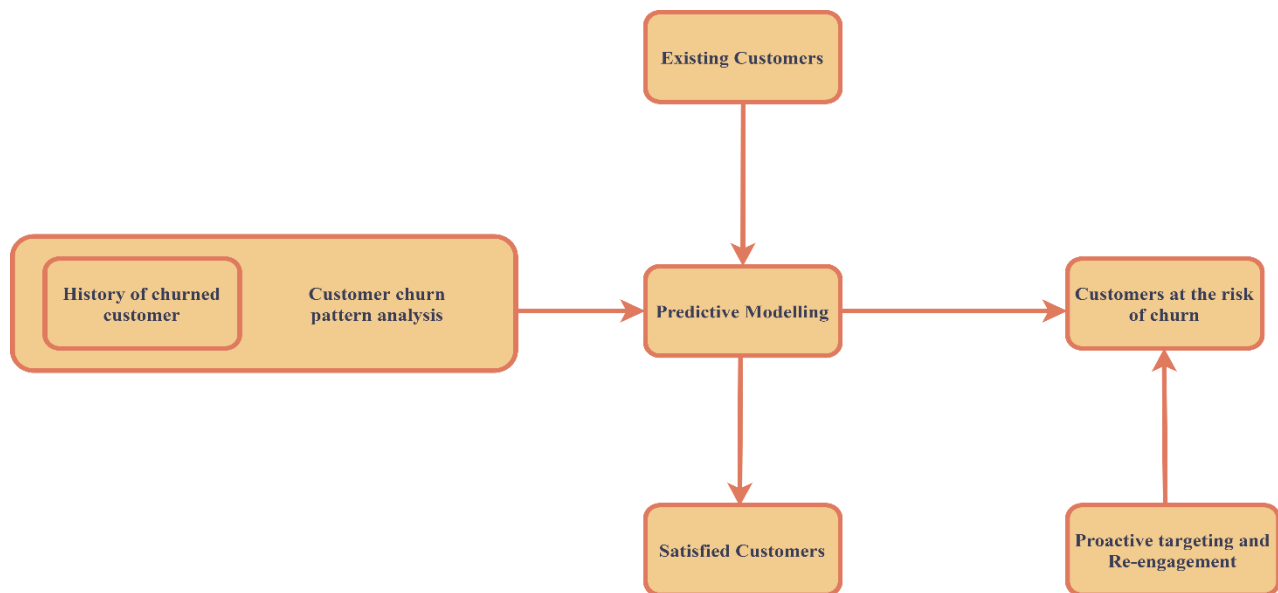 Existing Customers
History of churned
customer
Customer churn
pattern analysis
Predictive Modelling
Customers at the risk
of churn
Satisfied Customers
Proactive targeting and
Re-engagement